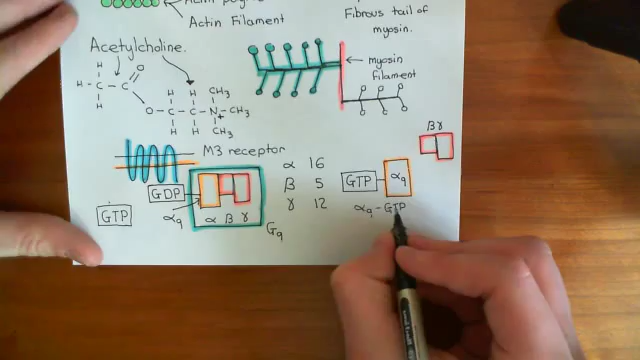 Actin Filament
Fibrous tail of
myosin.
Acetylcholine.
myosin
filament
H
O
H-C-C
H
H H CH₃
O-C-C-N-CH₃
+
H H CH₃
M3 receptor
βγ
α 16
β 5
γ 12
GDP
GTP
αq
α β γ
Gq
GTP
αq
αq-GTP